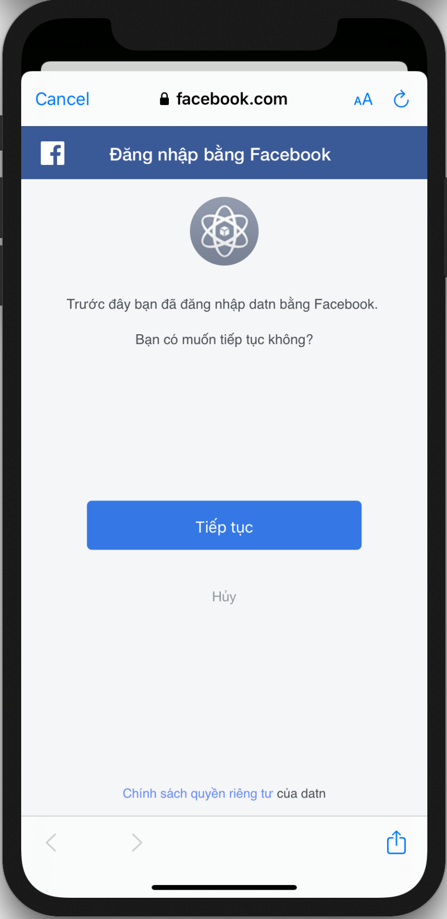 Cancel
facebook.com
AA
Đăng nhập bằng Facebook
Trước đây bạn đã đăng nhập datn bằng Facebook.
Bạn có muốn tiếp tục không?
Tiếp tục
Hủy
Chính sách quyền riêng tư của datn